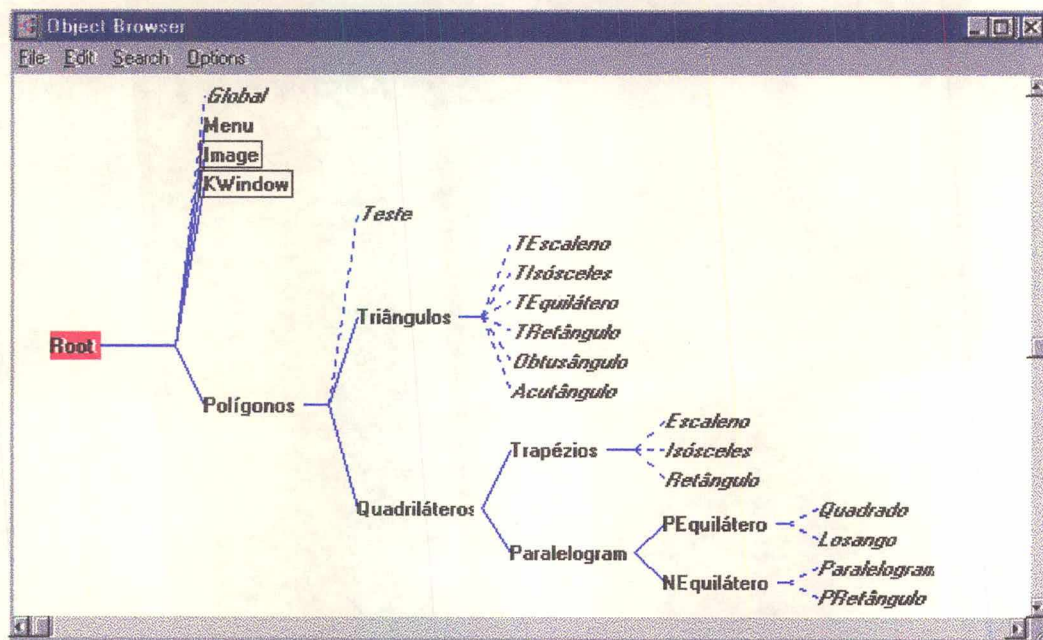 Object Browser
File Edit Search Options
Global
Menu
Image
KWindow
Teste
TEscaleno
TIsósceles
Triângulos
TEquilátero
Root
TRetângulo
Obtusângulo
Acutângulo
Polígonos
Escaleno
Trapézios
Isósceles
Retângulo
Quadriláteros
Quadrado
PEquilátero
Losango
Paralelogram
Paralelogram
NEquilátero
PRetângulo